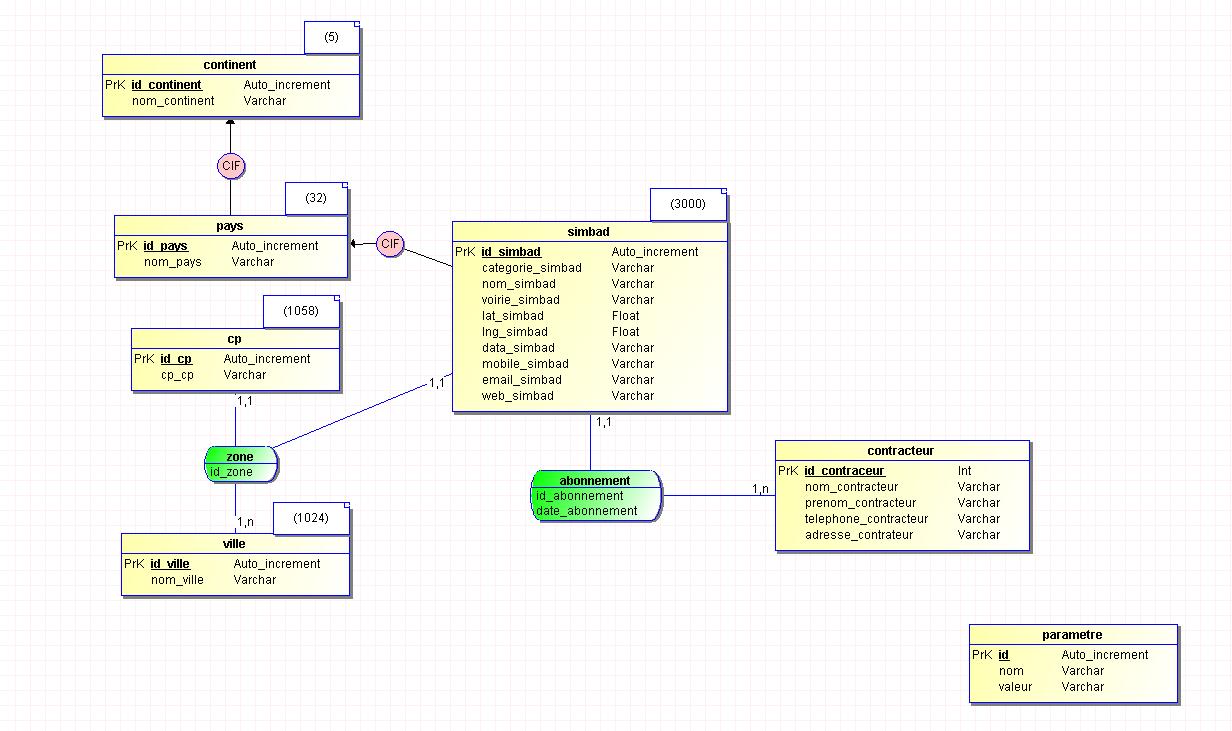 (5)
continent
PrK id_continent Auto_increment
nom_continent Varchar
CIF
(32)
pays
PrK id_pays Auto_increment
nom_pays Varchar
CIF
(3000)
simbad
PrK id_simbad Auto_increment
categorie_simbad Varchar
nom_simbad Varchar
voirie_simbad Varchar
lat_simbad Float
lng_simbad Float
data_simbad Varchar
mobile_simbad Varchar
email_simbad Varchar
web_simbad Varchar
(1058)
cp
PrK id_cp Auto_increment
cp_cp Varchar
1,1
1,1
1,1
zone
id_zone
1,n
(1024)
ville
PrK id_ville Auto_increment
nom_ville Varchar
abonnement
id_abonnement
date_abonnement
1,n
contracteur
PrK id_contraceur Int
nom_contracteur Varchar
prenom_contracteur Varchar
telephone_contracteur Varchar
adresse_contrateur Varchar
parametre
PrK id Auto_increment
nom Varchar
valeur Varchar